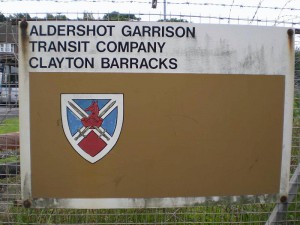 ALDERSHOT GARRISON
TRANSIT COMPANY
CLAYTON BARRACKS